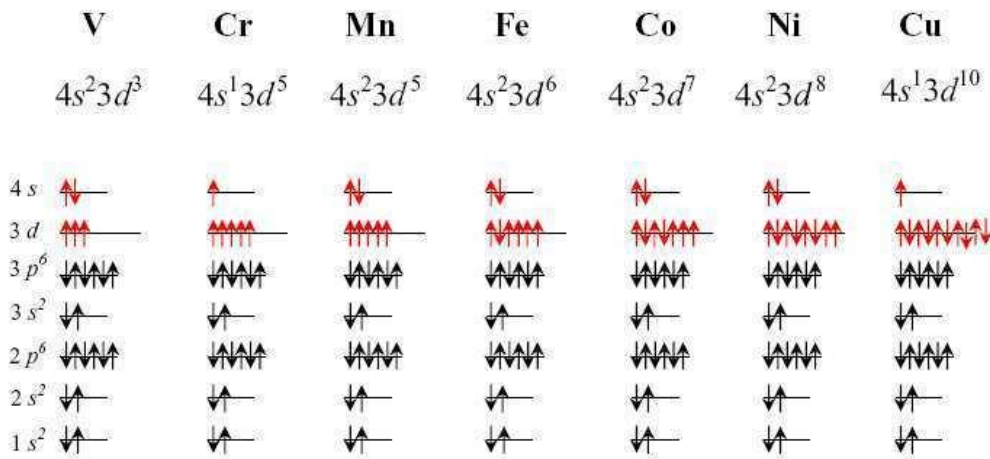 V Cr Mn Fe Co Ni Cu
4s²3d³ 4s¹3d⁵ 4s²3d⁵ 4s²3d⁶ 4s²3d⁷ 4s²3d⁸ 4s¹3d¹⁰
4 s
3 d
3 p⁶
3 s²
2 p⁶
2 s²
1 s²